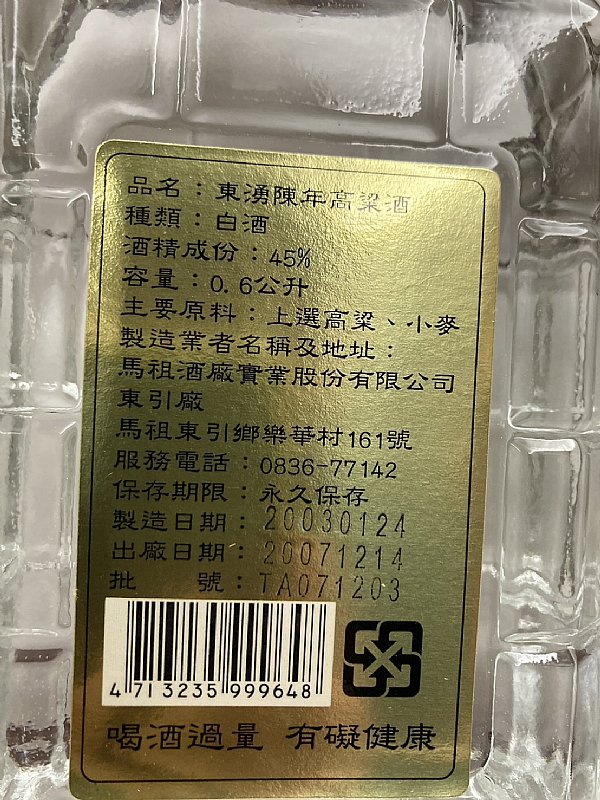 品名：東湧陳年高粱酒
種類：白酒
酒精成份：45%
容量：0.6公升
主要原料：上選高粱、小麥
製造業者名稱及地址：
馬祖酒廠實業股份有限公司
東引廠
馬祖東引鄉樂華村161號
服務電話：0836-77142
保存期限：永久保存
製造日期：20030124
出廠日期：20071214
批　　號：TA071203
4 713235 999648
喝酒過量 有礙健康